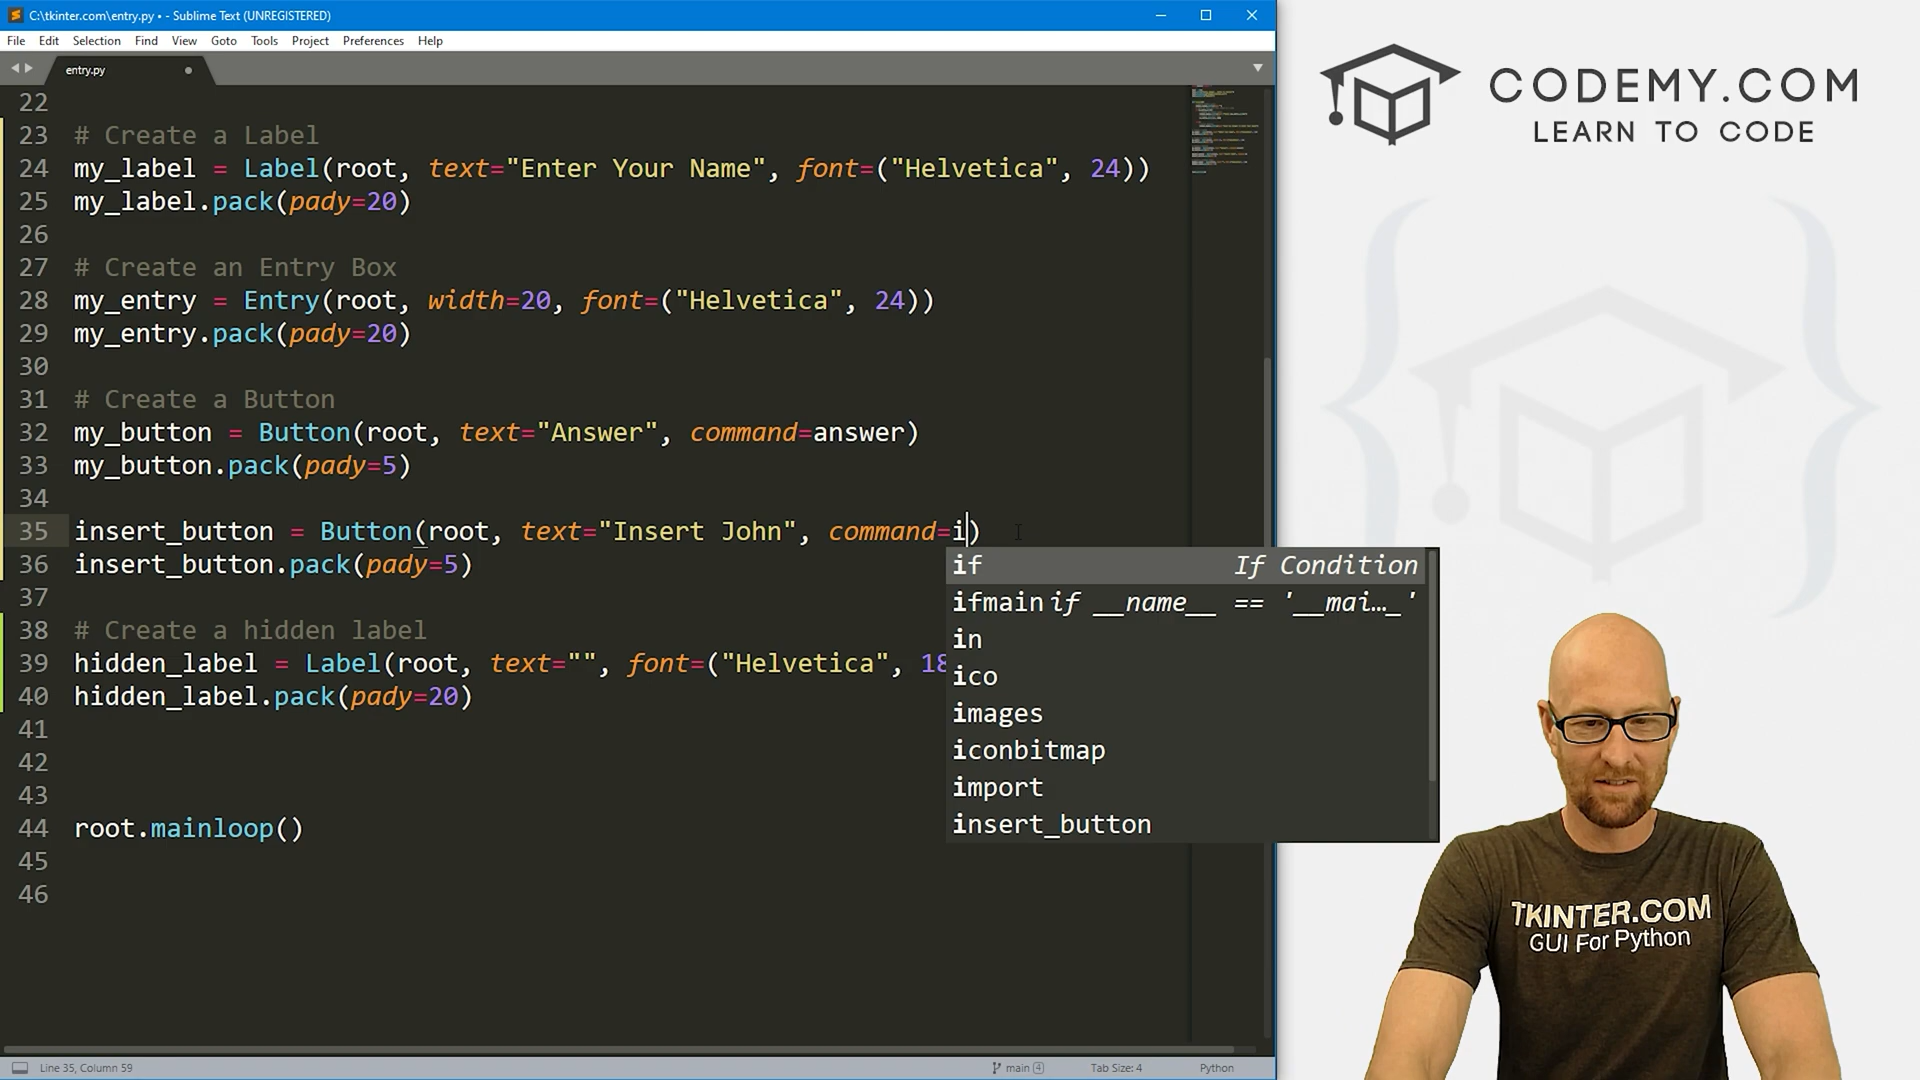 C:\tkinter.com\entry.py • - Sublime Text (UNREGISTERED)
File Edit Selection Find View Goto Tools Project Preferences Help
entry.py
22
23 # Create a Label
24 my_label = Label(root, text="Enter Your Name", font=("Helvetica", 24))
25 my_label.pack(pady=20)
26
27 # Create an Entry Box
28 my_entry = Entry(root, width=20, font=("Helvetica", 24))
29 my_entry.pack(pady=20)
30
31 # Create a Button
32 my_button = Button(root, text="Answer", command=answer)
33 my_button.pack(pady=5)
34
35 insert_button = Button(root, text="Insert John", command=i)
36 insert_button.pack(pady=5)
37
38 # Create a hidden label
39 hidden_label = Label(root, text="", font=("Helvetica", 18
40 hidden_label.pack(pady=20)
41
42
43
44 root.mainloop()
45
46
if If Condition
ifmain if __name__ == '__mai…_'
in
ico
images
iconbitmap
import
insert_button
Line 35, Column 59
main 4
Tab Size: 4
Python
CODEMY.COM
LEARN TO CODE
TKINTER.COM
GUI For Python